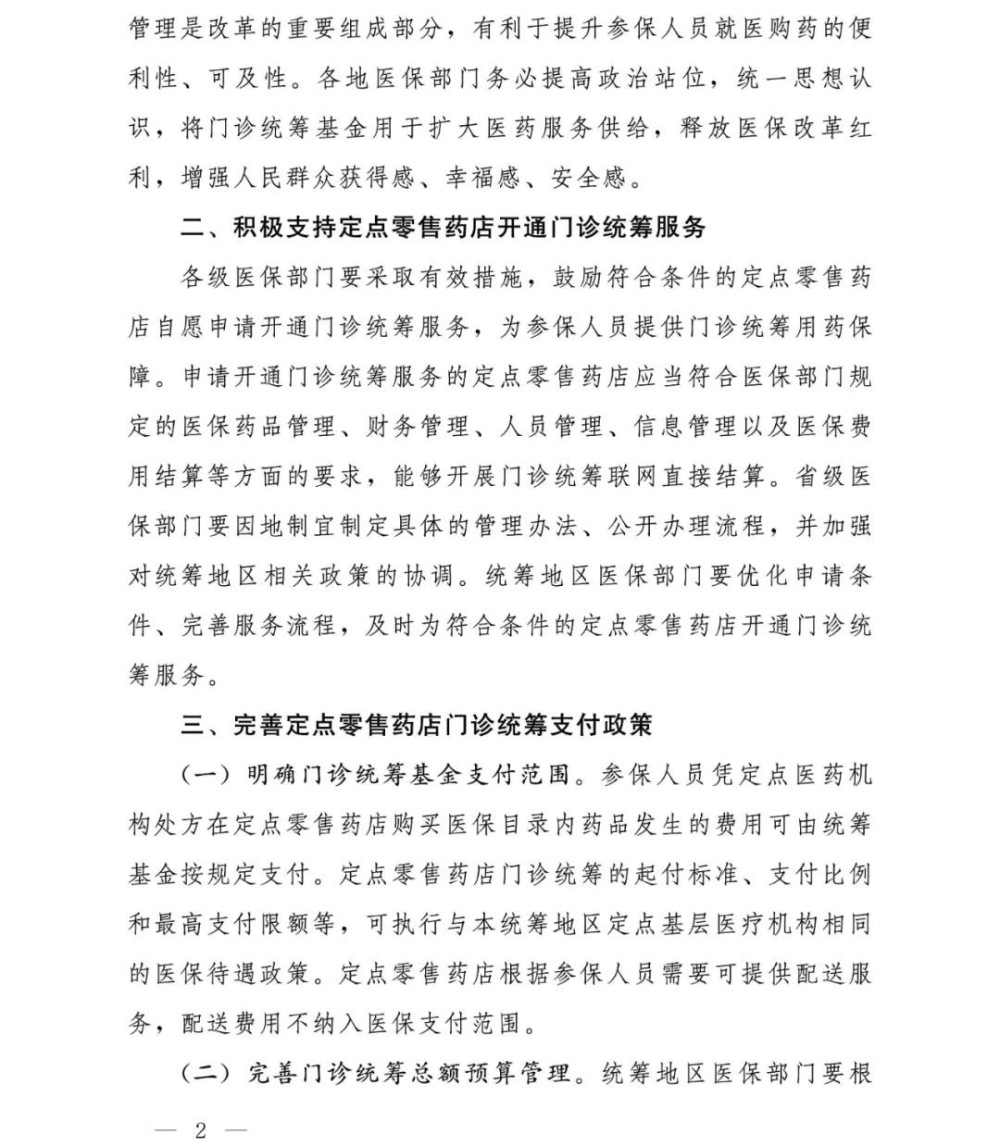 管理是改革的重要组成部分，有利于提升参保人员就医购药的便
利性、可及性。各地医保部门务必提高政治站位，统一思想认
识，将门诊统筹基金用于扩大医药服务供给，释放医保改革红
利，增强人民群众获得感、幸福感、安全感。
二、积极支持定点零售药店开通门诊统筹服务
各级医保部门要采取有效措施，鼓励符合条件的定点零售药
店自愿申请开通门诊统筹服务，为参保人员提供门诊统筹用药保
障。申请开通门诊统筹服务的定点零售药店应当符合医保部门规
定的医保药品管理、财务管理、人员管理、信息管理以及医保费
用结算等方面的要求，能够开展门诊统筹联网直接结算。省级医
保部门要因地制宜制定具体的管理办法、公开办理流程，并加强
对统筹地区相关政策的协调。统筹地区医保部门要优化申请条
件、完善服务流程，及时为符合条件的定点零售药店开通门诊统
筹服务。
三、完善定点零售药店门诊统筹支付政策
（一）明确门诊统筹基金支付范围。参保人员凭定点医药机
构处方在定点零售药店购买医保目录内药品发生的费用可由统筹
基金按规定支付。定点零售药店门诊统筹的起付标准、支付比例
和最高支付限额等，可执行与本统筹地区定点基层医疗机构相同
的医保待遇政策。定点零售药店根据参保人员需要可提供配送服
务，配送费用不纳入医保支付范围。
（二）完善门诊统筹总额预算管理。统筹地区医保部门要根
— 2 —